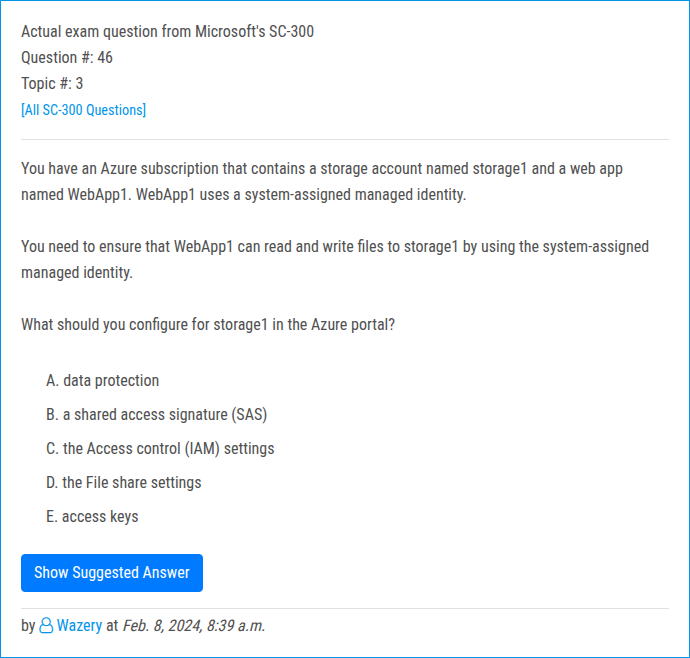 Actual exam question from Microsoft's SC-300
Question #: 46
Topic #: 3
[All SC-300 Questions]
You have an Azure subscription that contains a storage account named storage1 and a web app
named WebApp1. WebApp1 uses a system-assigned managed identity.
You need to ensure that WebApp1 can read and write files to storage1 by using the system-assigned
managed identity.
What should you configure for storage1 in the Azure portal?
A. data protection
B. a shared access signature (SAS)
C. the Access control (IAM) settings
D. the File share settings
E. access keys
Show Suggested Answer
by Wazery at Feb. 8, 2024, 8:39 a.m.